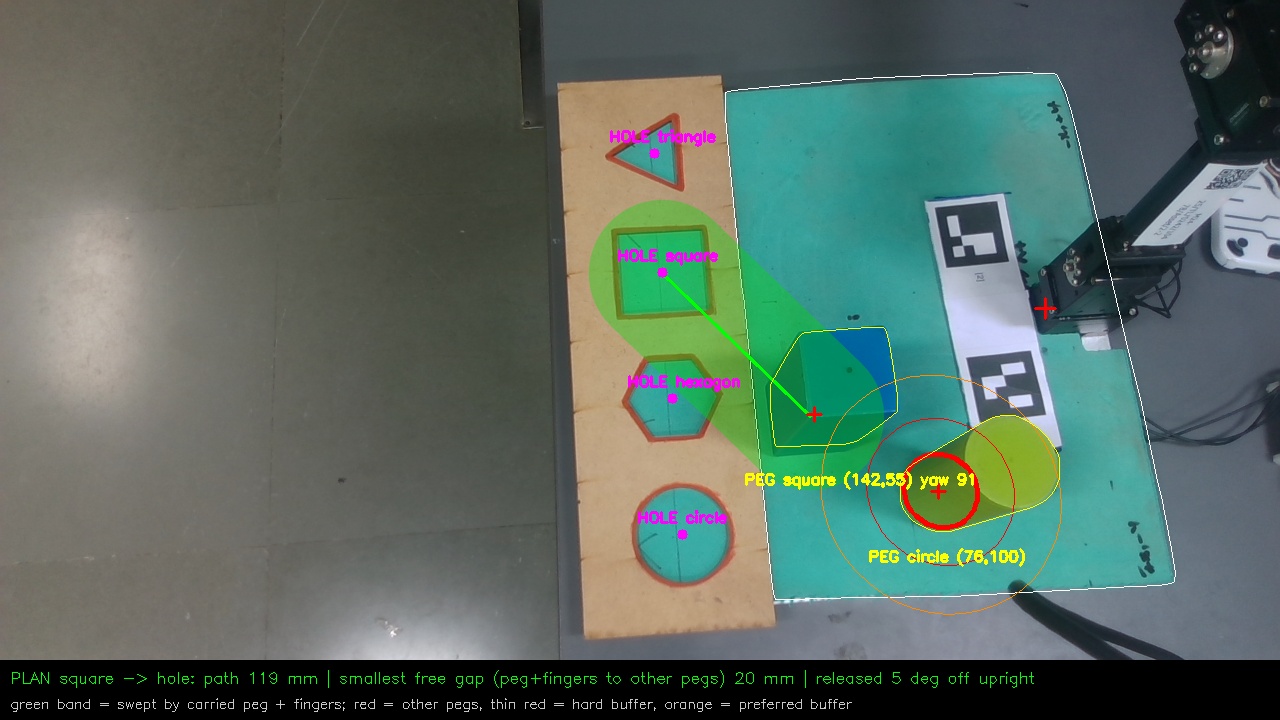 HOLE triangle
HOLE square
HOLE hexagon
PEG square (142,55) yaw 91
HOLE circle
PEG circle (76,100)
PLAN square -> hole: path 119 mm | smallest free gap (peg+fingers to other pegs) 20 mm | released 5 deg off upright
green band = swept by carried peg + fingers; red = other pegs, thin red = hard buffer, orange = preferred buffer